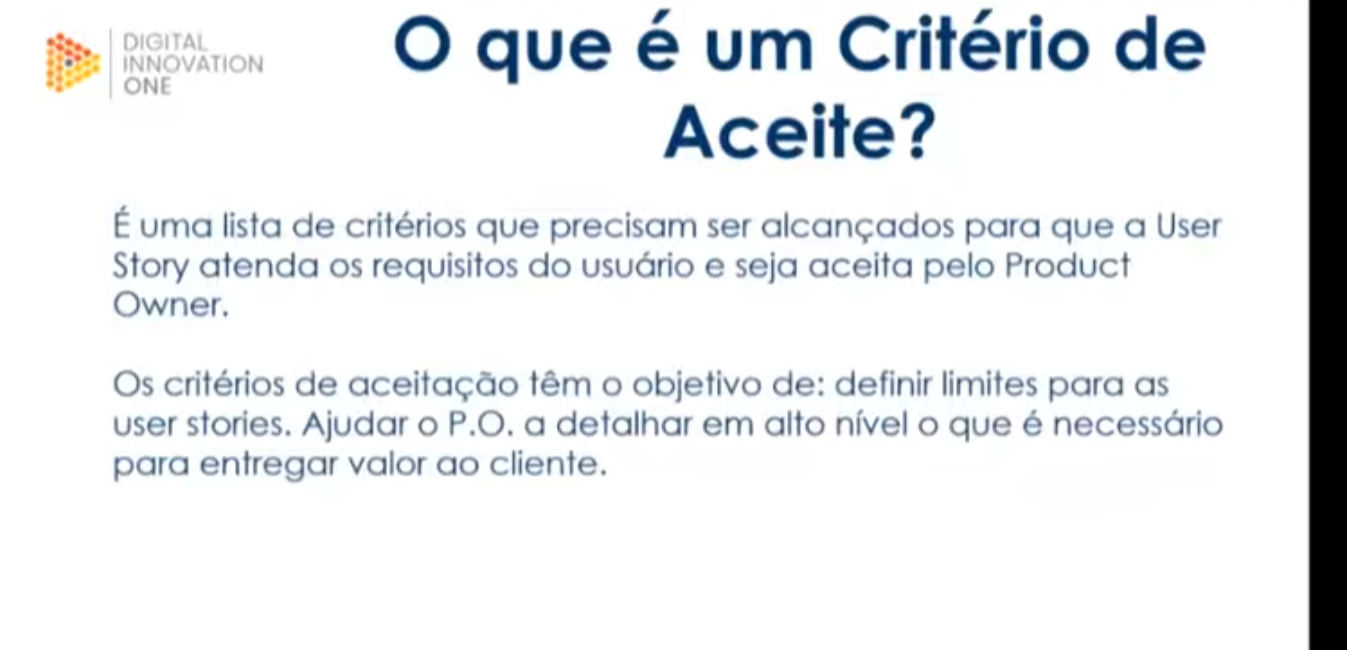 DIGITAL
INNOVATION
ONE
O que é um Critério de
Aceite?
É uma lista de critérios que precisam ser alcançados para que a User
Story atenda os requisitos do usuário e seja aceita pelo Product
Owner.
Os critérios de aceitação têm o objetivo de: definir limites para as
user stories. Ajudar o P.O. a detalhar em alto nível o que é necessário
para entregar valor ao cliente.